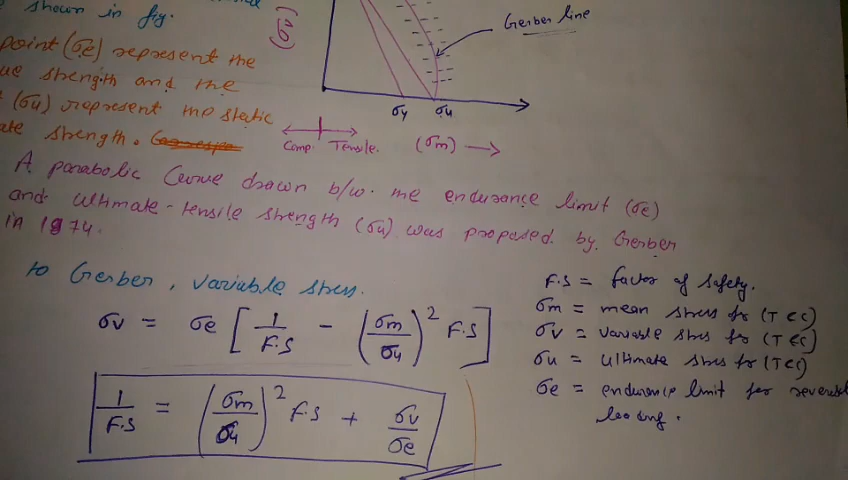 shown in fig.
point (σe) represent the
ue strength and the
(σu) represent the static
ate strength.
(σv)
Gerber line
σy σu
Comp. Tensile. (σm)
A parabolic Curve drawn b/w. the endurance limit (σe)
and ultimate-tensile strength (σu) was proposed by Gerber
in 1874.
to Gerber, variable stress.
σv = σe [ 1/F.S - (σm/σu)² F.S ]
1/F.S = (σm/σu)² F.S + σv/σe
F.S = factor of safety.
σm = mean stress for (T & C)
σv = variable stress for (T & C)
σu = ultimate stress for (T & C)
σe = endurance limit for reversal
loading.